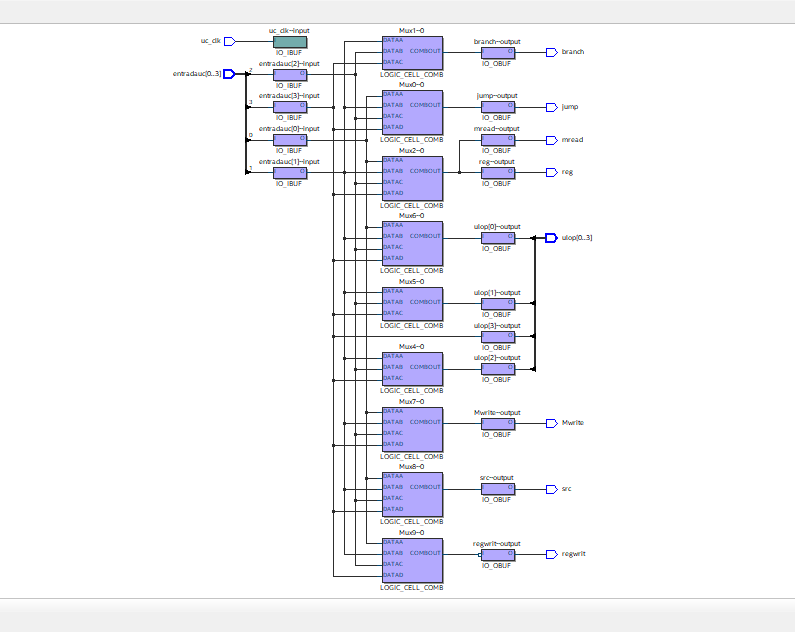 uc_clk
uc_clk~input
IO_IBUF
entradauc[0..3]
2
entradauc[2]~input
I O
IO_IBUF
3
entradauc[3]~input
I O
IO_IBUF
0
entradauc[0]~input
I O
IO_IBUF
1
entradauc[1]~input
I O
IO_IBUF
Mux1~0
DATAA
DATAB COMBOUT
DATAC
LOGIC_CELL_COMB
branch~output
I O
IO_OBUF
branch
Mux0~0
DATAA
DATAB COMBOUT
DATAC
DATAD
LOGIC_CELL_COMB
jump~output
I O
IO_OBUF
jump
mread~output
I O
IO_OBUF
mread
Mux2~0
DATAA
DATAB COMBOUT
DATAC
DATAD
LOGIC_CELL_COMB
reg~output
I O
IO_OBUF
reg
Mux6~0
DATAA
DATAB COMBOUT
DATAC
DATAD
LOGIC_CELL_COMB
ulop[0]~output
I O
IO_OBUF
ulop[0..3]
Mux5~0
DATAA
DATAB COMBOUT
DATAC
LOGIC_CELL_COMB
ulop[1]~output
I O
IO_OBUF
ulop[3]~output
I O
IO_OBUF
Mux4~0
DATAA
DATAB COMBOUT
DATAC
LOGIC_CELL_COMB
ulop[2]~output
I O
IO_OBUF
Mux7~0
DATAA
DATAB COMBOUT
DATAC
DATAD
LOGIC_CELL_COMB
Mwrite~output
I O
IO_OBUF
Mwrite
Mux8~0
DATAA
DATAB COMBOUT
DATAC
DATAD
LOGIC_CELL_COMB
src~output
I O
IO_OBUF
src
Mux9~0
DATAA
DATAB COMBOUT
DATAC
DATAD
LOGIC_CELL_COMB
regwrit~output
I O
IO_OBUF
regwrit